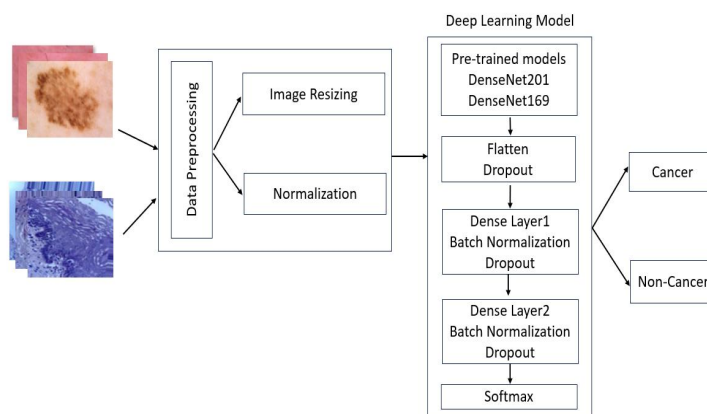 Deep Learning Model
Data Preprocessing
Image Resizing
Normalization
Pre-trained models
DenseNet201
DenseNet169
Flatten
Dropout
Dense Layer1
Batch Normalization
Dropout
Dense Layer2
Batch Normalization
Dropout
Softmax
Cancer
Non-Cancer